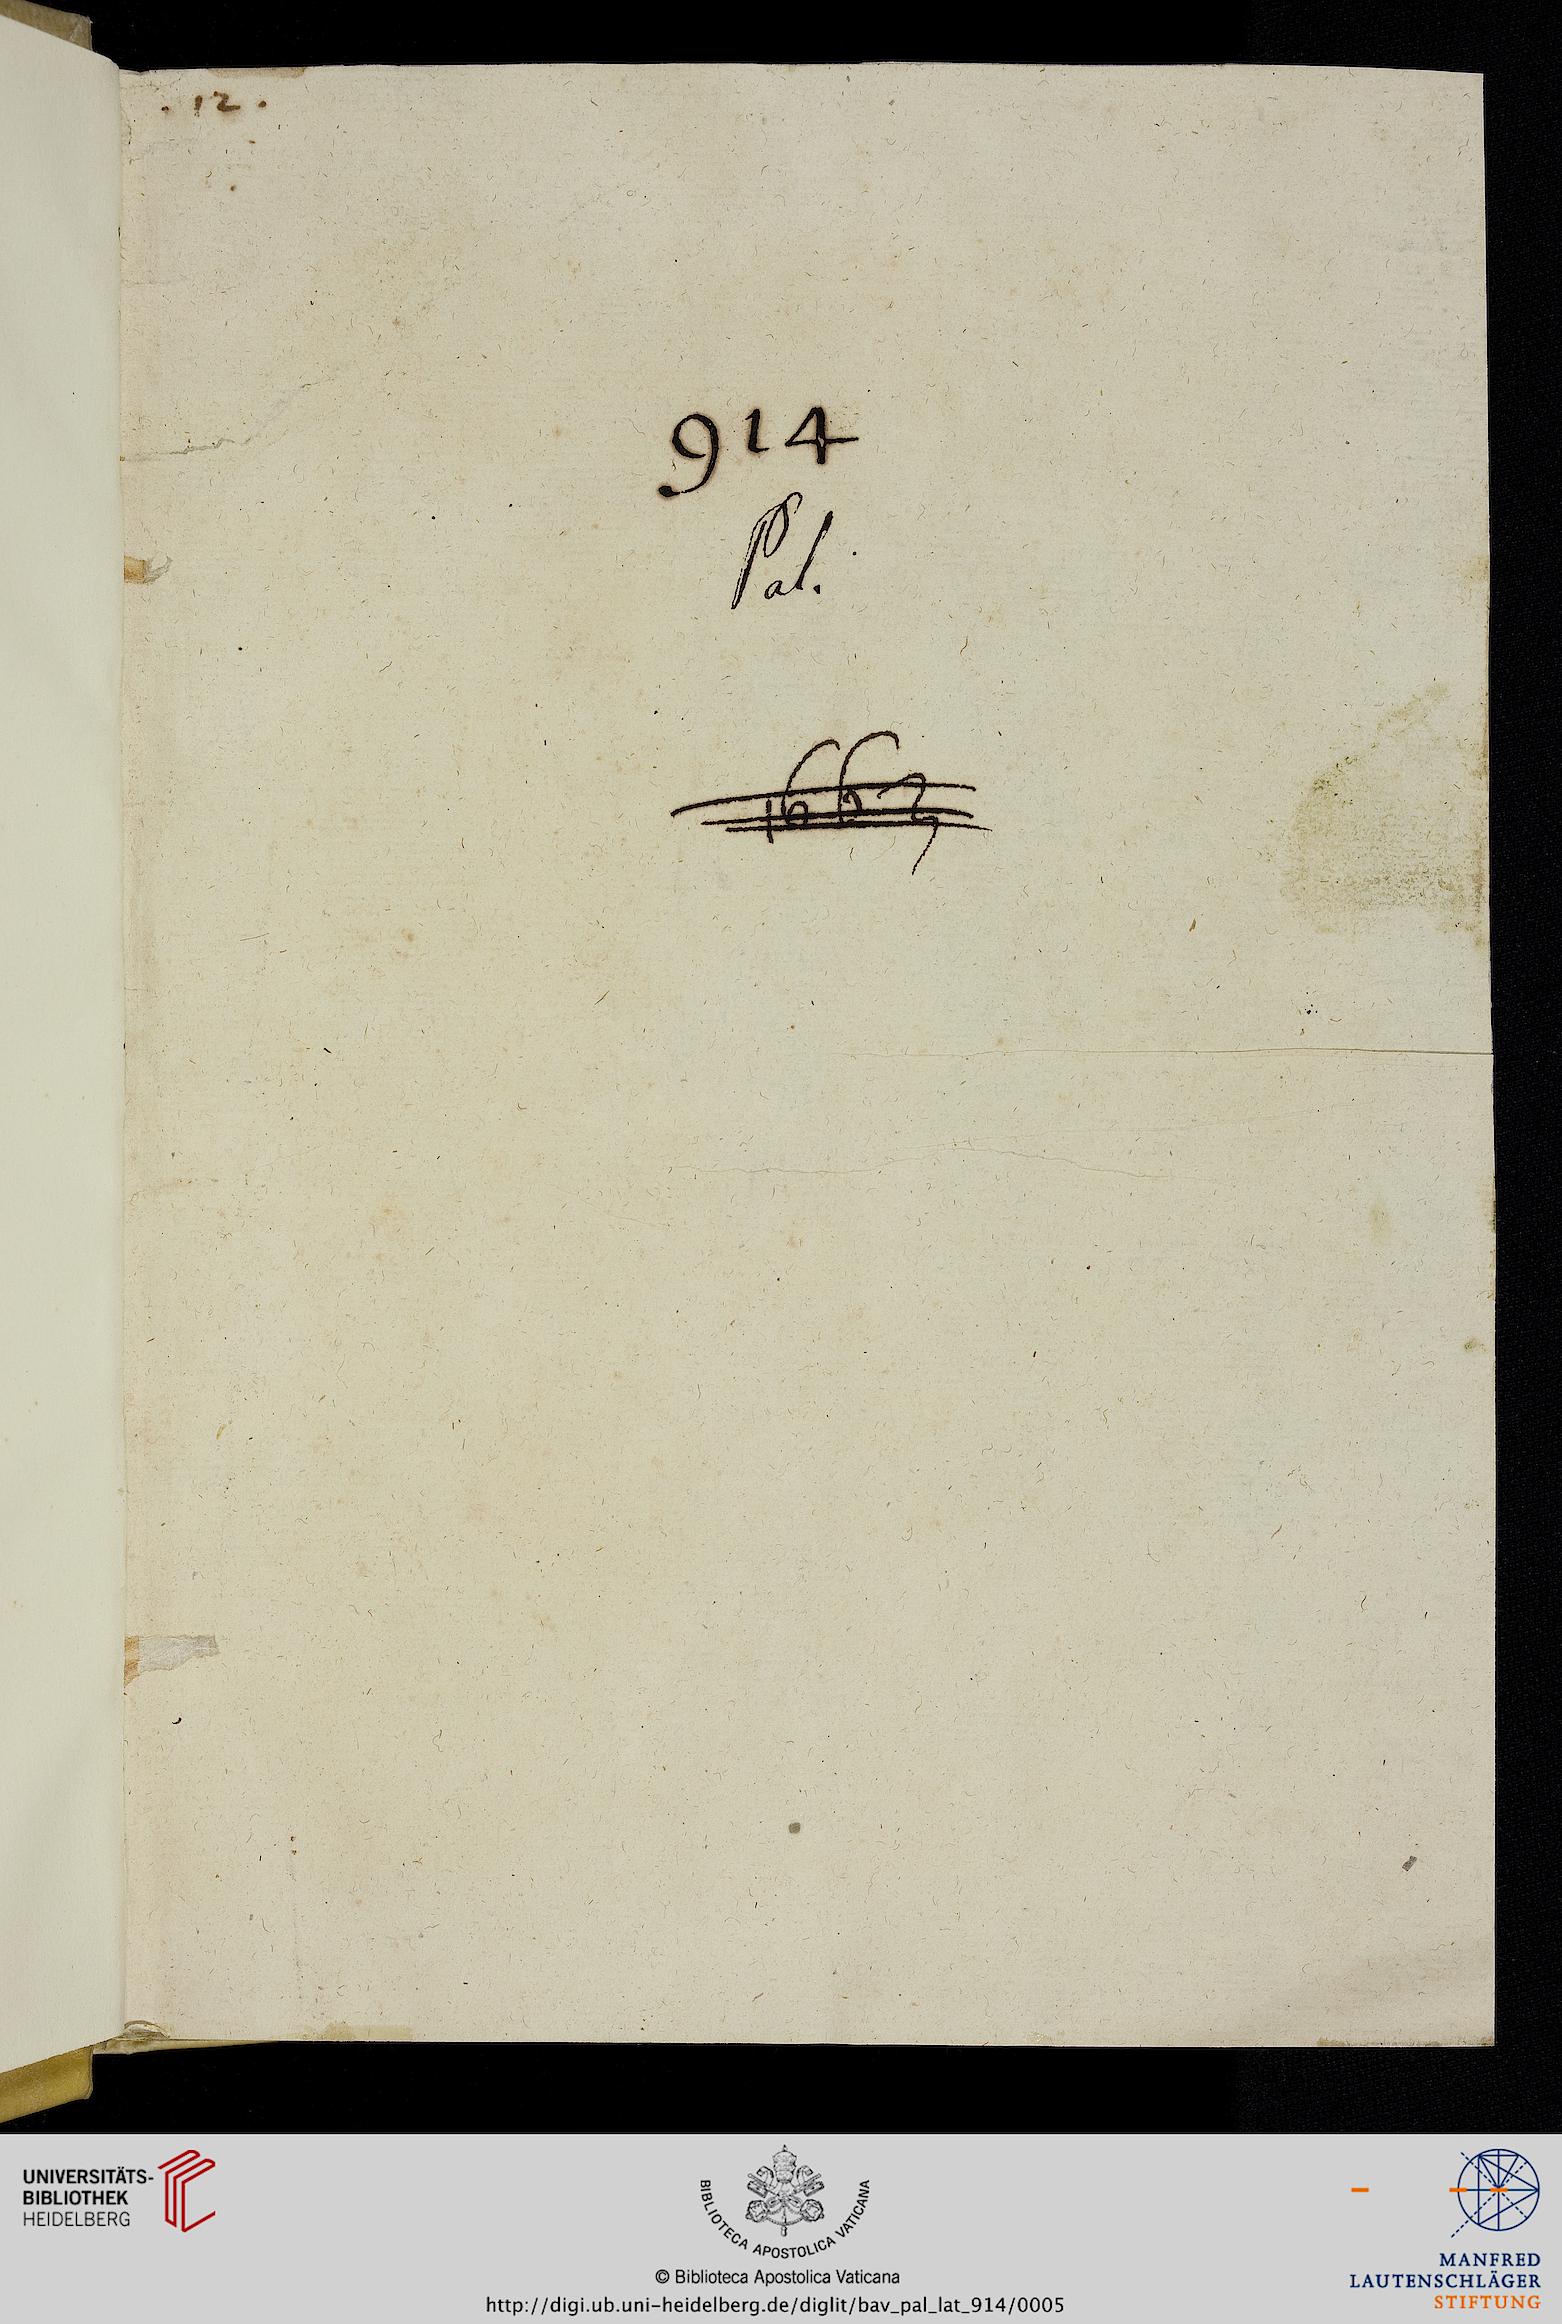 . 12 .
914
Pal.
1663
UNIVERSITÄTS-
BIBLIOTHEK
HEIDELBERG
BIBLIOTECA APOSTOLICA VATICANA
© Biblioteca Apostolica Vaticana
http://digi.ub.uni-heidelberg.de/diglit/bav_pal_lat_914/0005
MANFRED
LAUTENSCHLÄGER
STIFTUNG